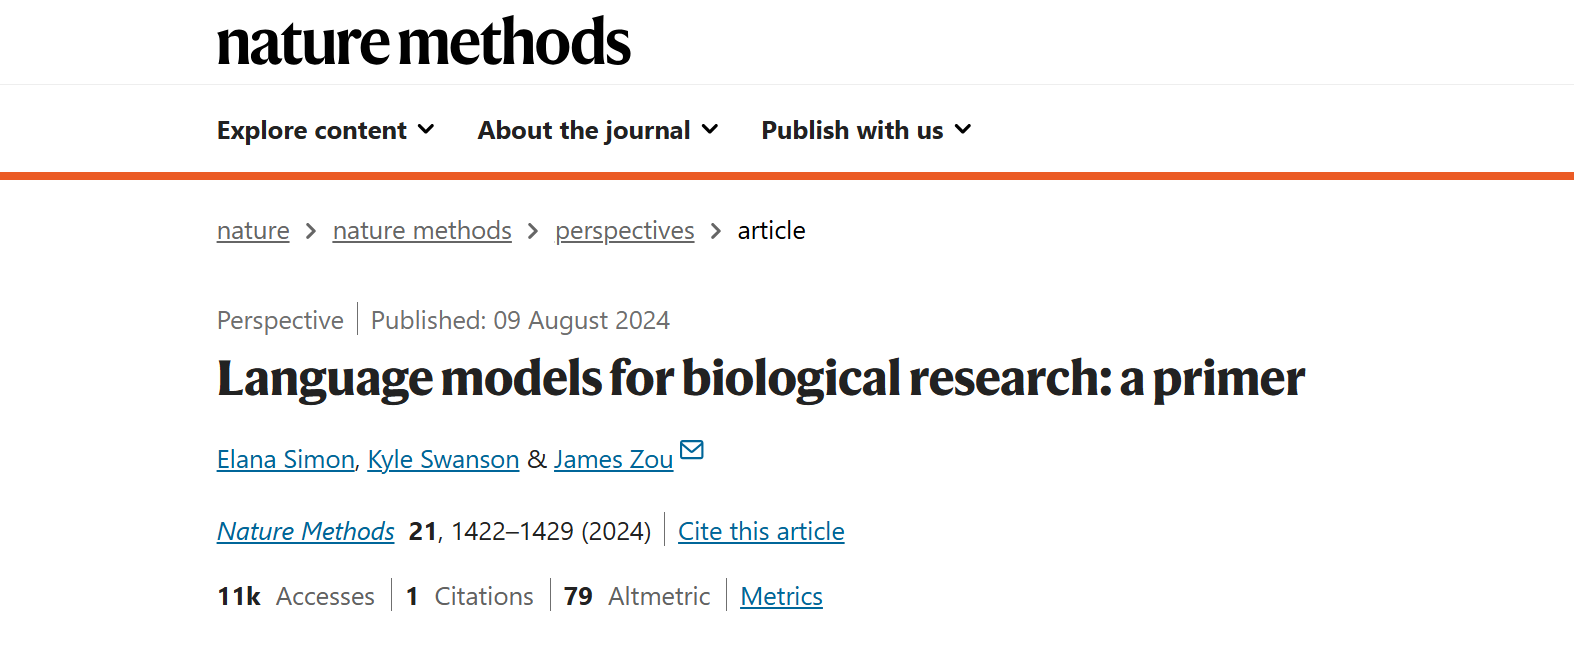 nature methods
Explore content About the journal Publish with us
nature > nature methods > perspectives > article
Perspective | Published: 09 August 2024
Language models for biological research: a primer
Elana Simon, Kyle Swanson & James Zou
Nature Methods 21, 1422–1429 (2024) | Cite this article
11k Accesses | 1 Citations | 79 Altmetric | Metrics